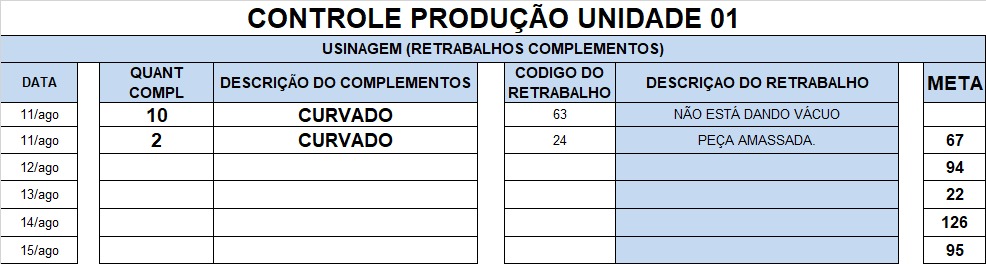 CONTROLE PRODUÇÃO UNIDADE 01
USINAGEM (RETRABALHOS COMPLEMENTOS)
DATA QUANT COMPL DESCRIÇÃO DO COMPLEMENTOS CODIGO DO RETRABALHO DESCRIÇAO DO RETRABALHO META
11/ago 10 CURVADO 63 NÃO ESTÁ DANDO VÁCUO
11/ago 2 CURVADO 24 PEÇA AMASSADA. 67
12/ago 94
13/ago 22
14/ago 126
15/ago 95